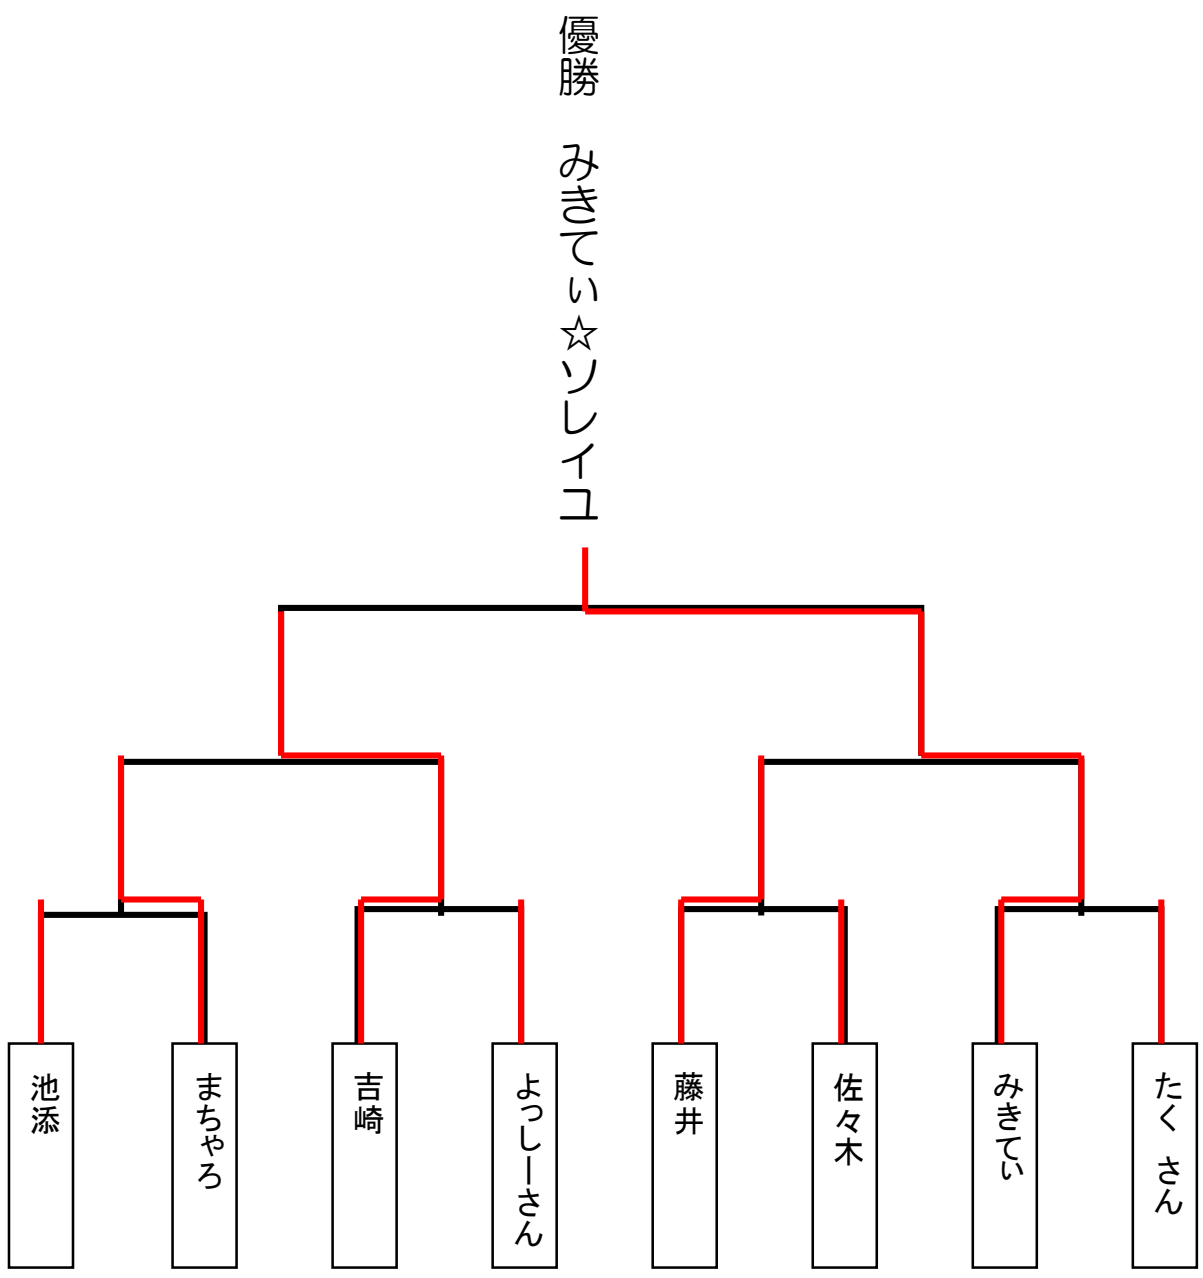 優勝　みきてぃ☆ソレイユ
池添
まちゃろ
吉崎
よっしーさん
藤井
佐々木
みきてぃ
たく さん